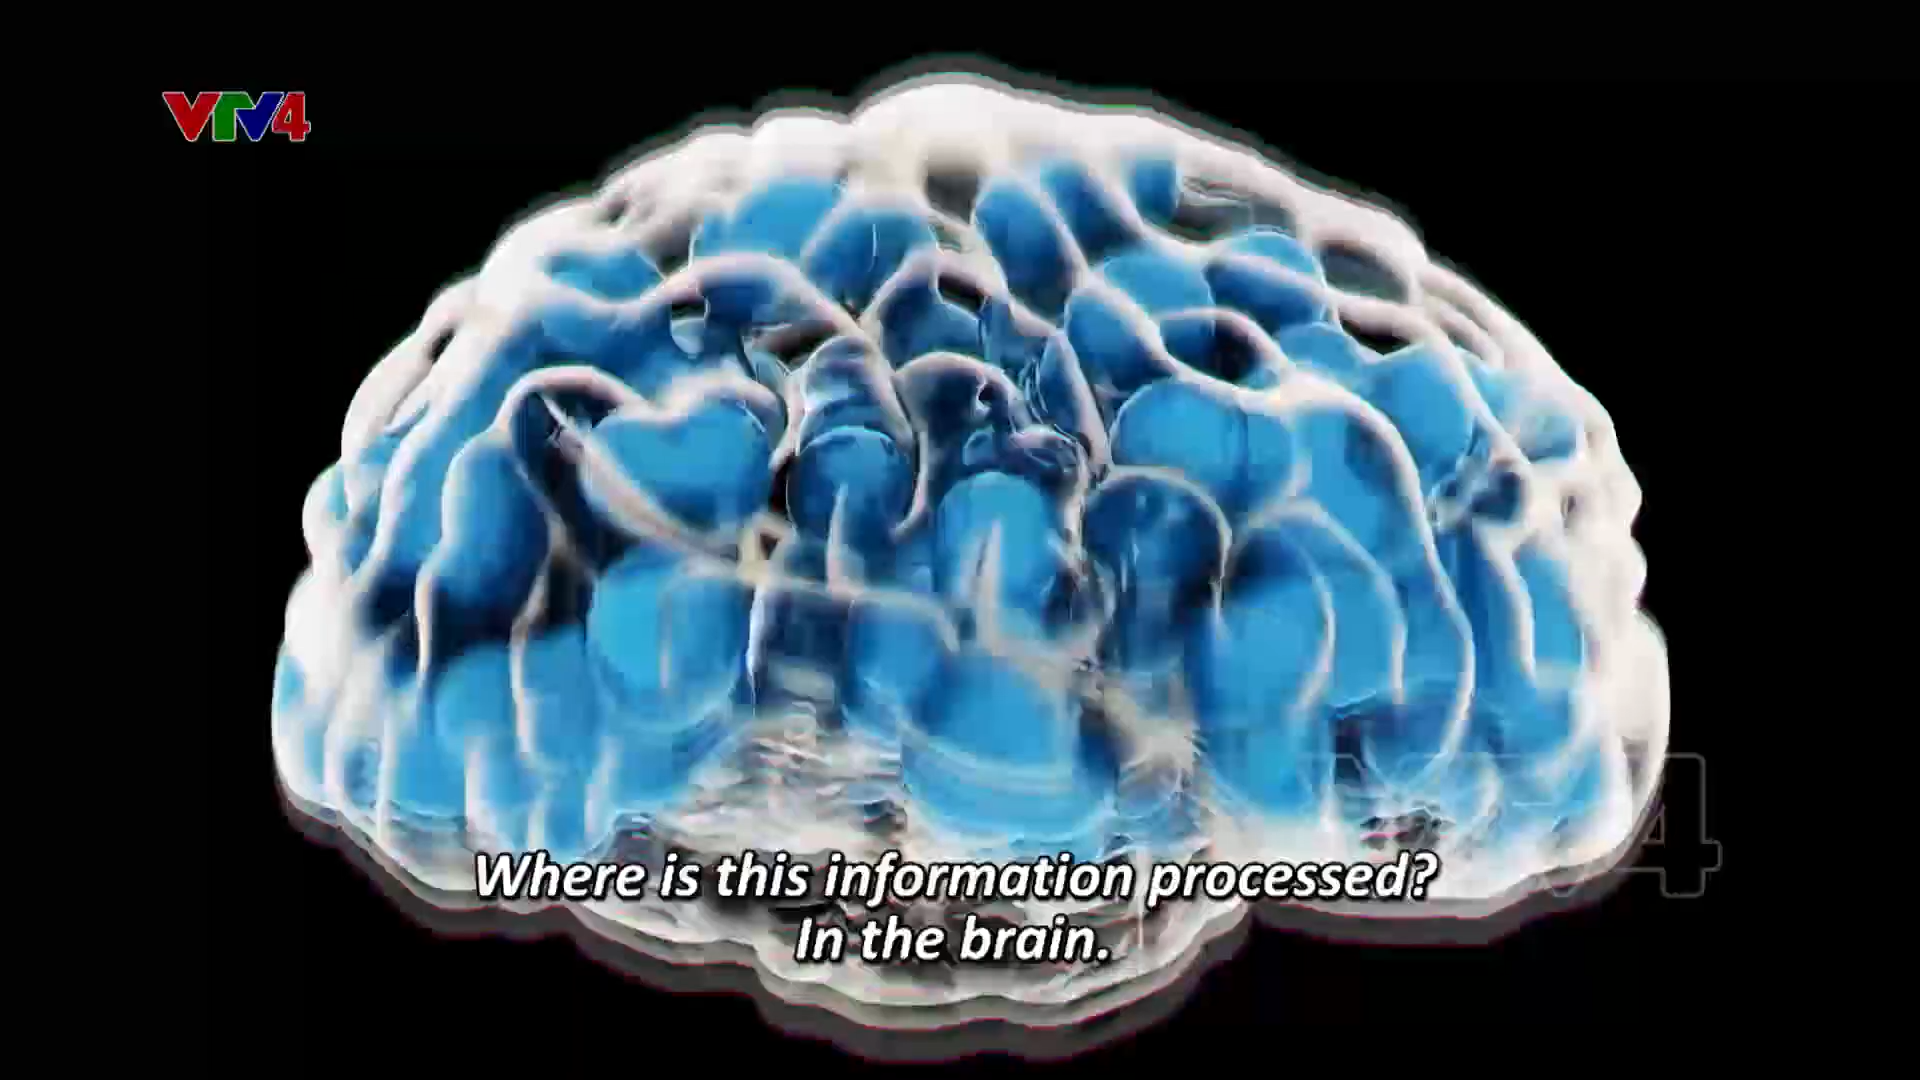 VTV4
Where is this information processed?
In the brain.